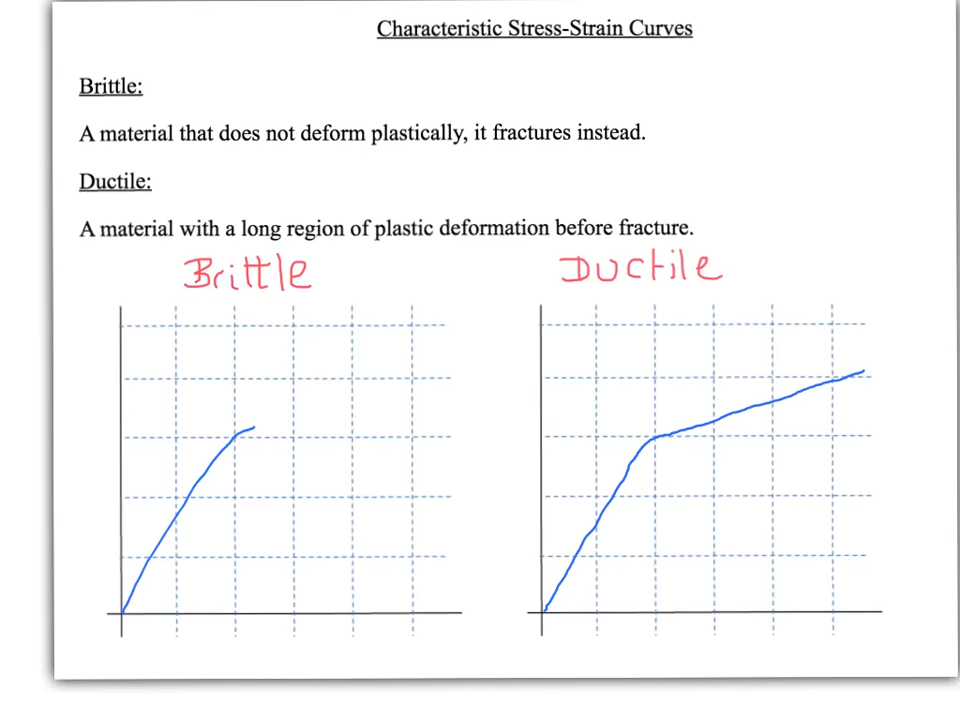 Characteristic Stress-Strain Curves
Brittle:
A material that does not deform plastically, it fractures instead.
Ductile:
A material with a long region of plastic deformation before fracture.
Brittle
Ductile